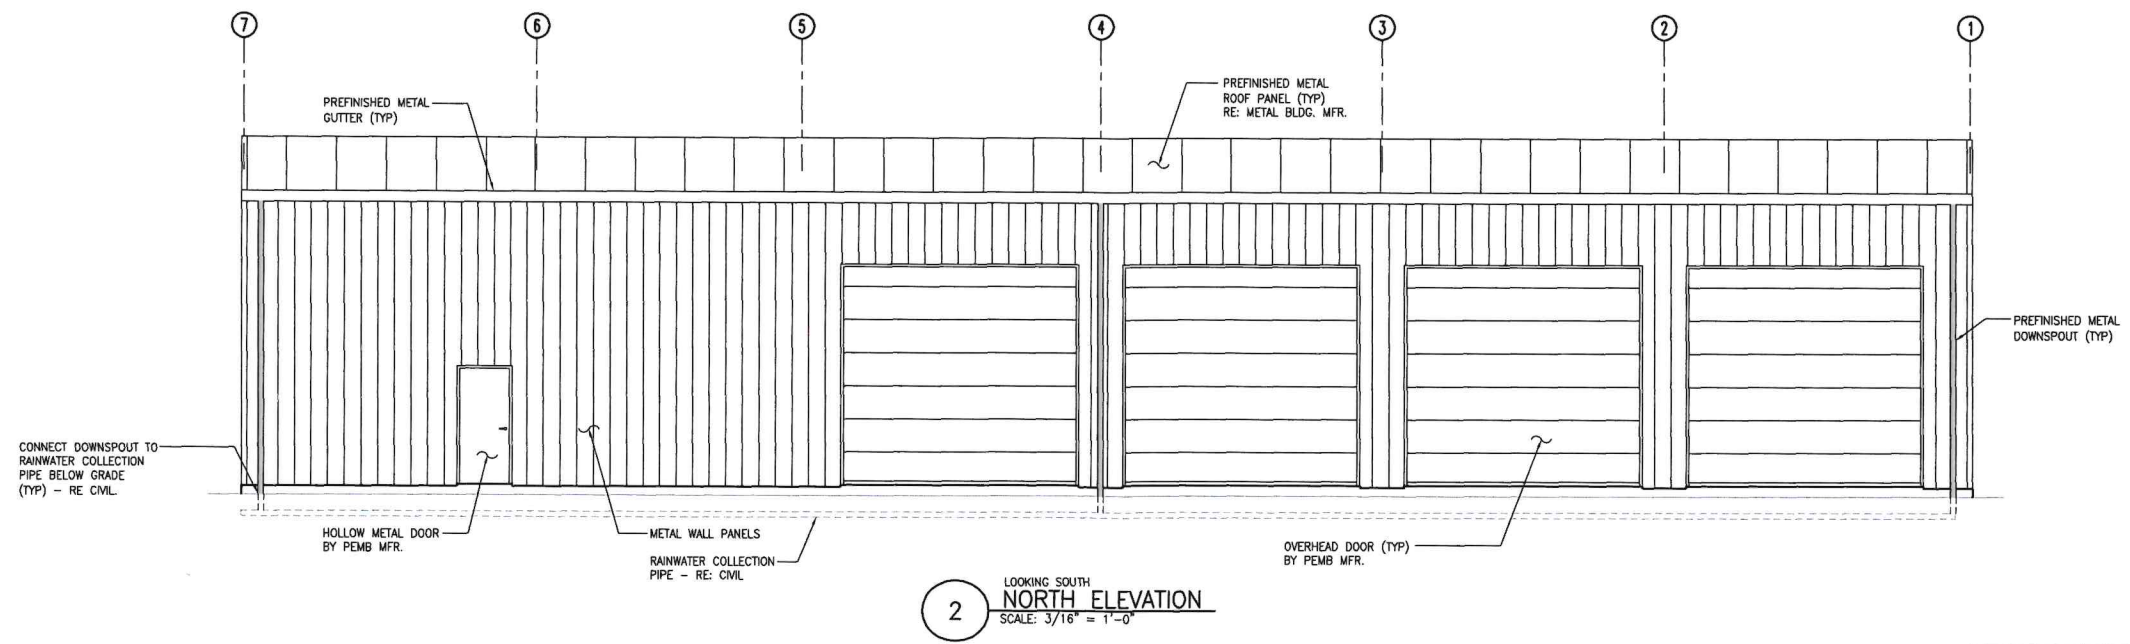 7 6 5 4 3 2 1
PREFINISHED METAL
GUTTER (TYP)
PREFINISHED METAL
ROOF PANEL (TYP)
RE: METAL BLDG. MFR.
PREFINISHED METAL
DOWNSPOUT (TYP)
CONNECT DOWNSPOUT TO
RAINWATER COLLECTION
PIPE BELOW GRADE
(TYP) - RE CIVIL
HOLLOW METAL DOOR
BY PEMB MFR.
METAL WALL PANELS
RAINWATER COLLECTION
PIPE - RE: CIVIL
OVERHEAD DOOR (TYP)
BY PEMB MFR.
2
LOOKING SOUTH
NORTH ELEVATION
SCALE: 3/16" = 1'-0"